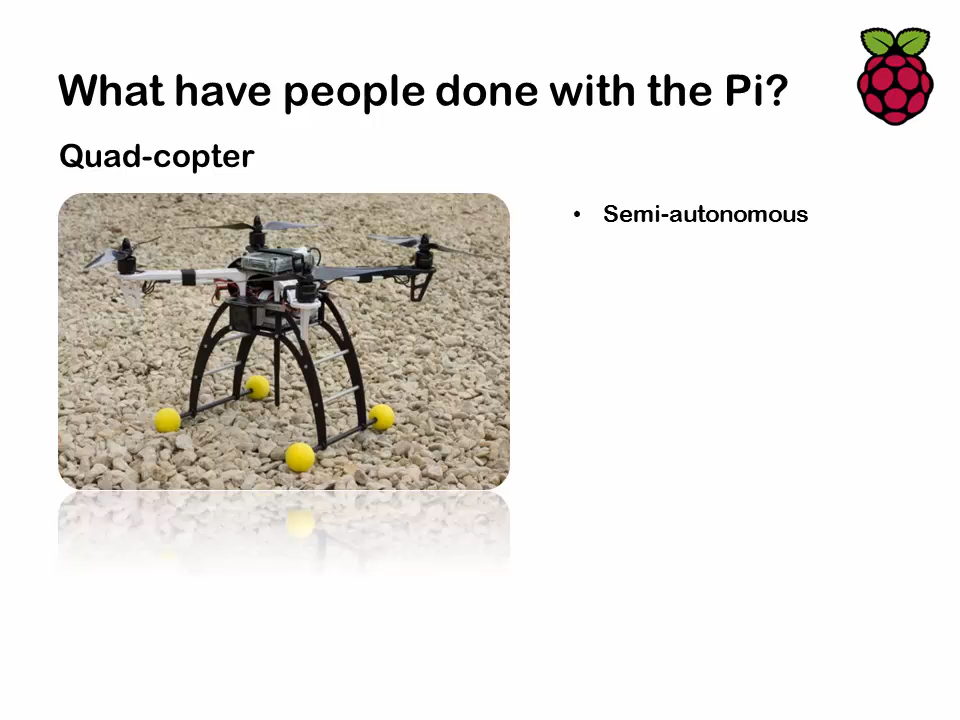 What have people done with the Pi?
Quad-copter
• Semi-autonomous